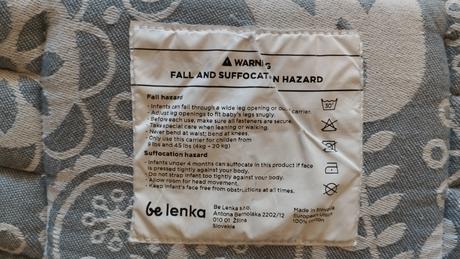 ⚠ WARNING
FALL AND SUFFOCATION HAZARD
Fall hazard
· Infants can fall through a wide leg opening or out carrier.
· Adjust leg openings to fit baby's legs snugly.
· Before each use, make sure all fasteners are secure.
· Take special care when leaning or walking.
· Never bend at waist; bend at knees.
· Only use this carrier for children from
9 lbs and 45 lbs (4kg - 20 kg)
Suffocation hazard
· Infants under 4 months can suffocate in this product if face
is pressed tightly against your body.
· Do not strap infant too tightly against your body.
· Allow room for head movement.
· Keep infant's face free from obstructions at all times.
30°
be lenka
Be Lenka s.r.o.
Antona Bernoláka 2202/12
010 01 Žilina
Slovakia
Made in Slovakia
European Union
100% cotton